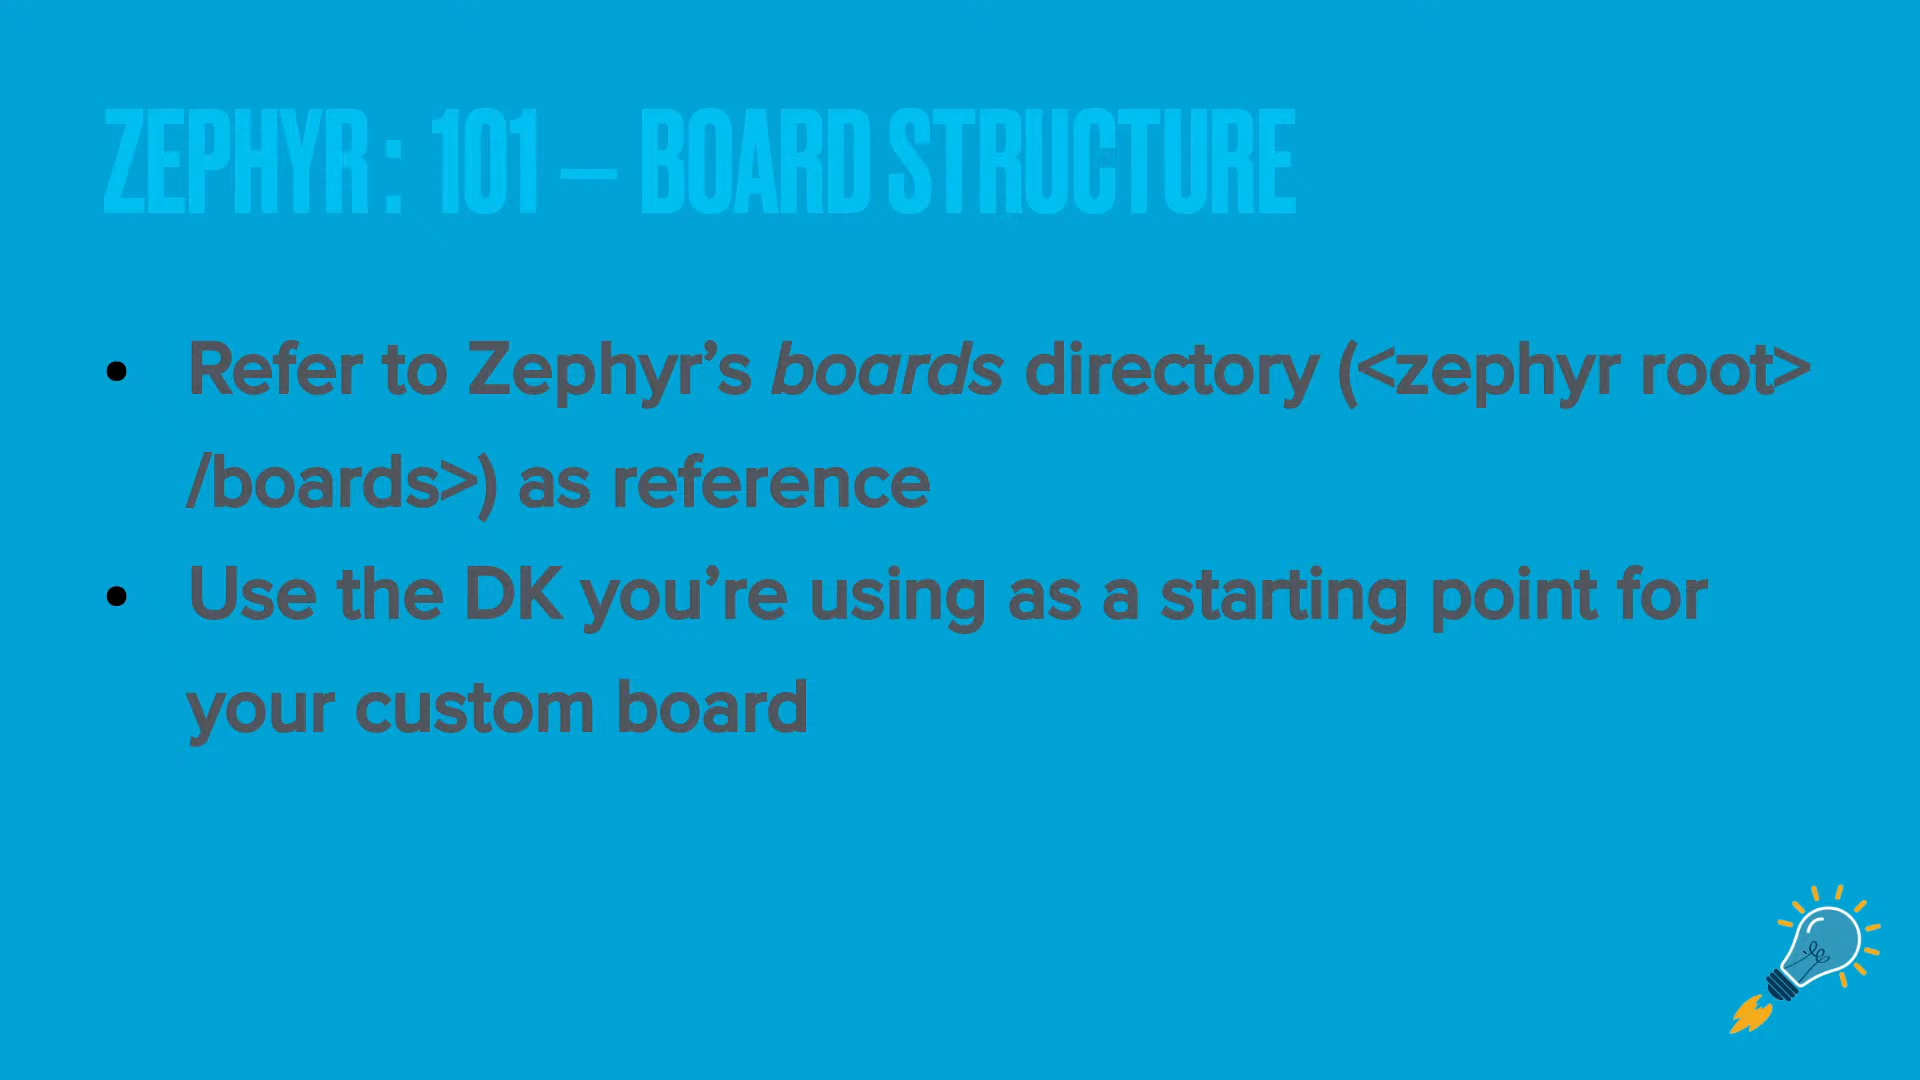 ZEPHYR : 101 – BOARD STRUCTURE
• Refer to Zephyr’s boards directory (<zephyr root>
/boards>) as reference
• Use the DK you’re using as a starting point for
your custom board